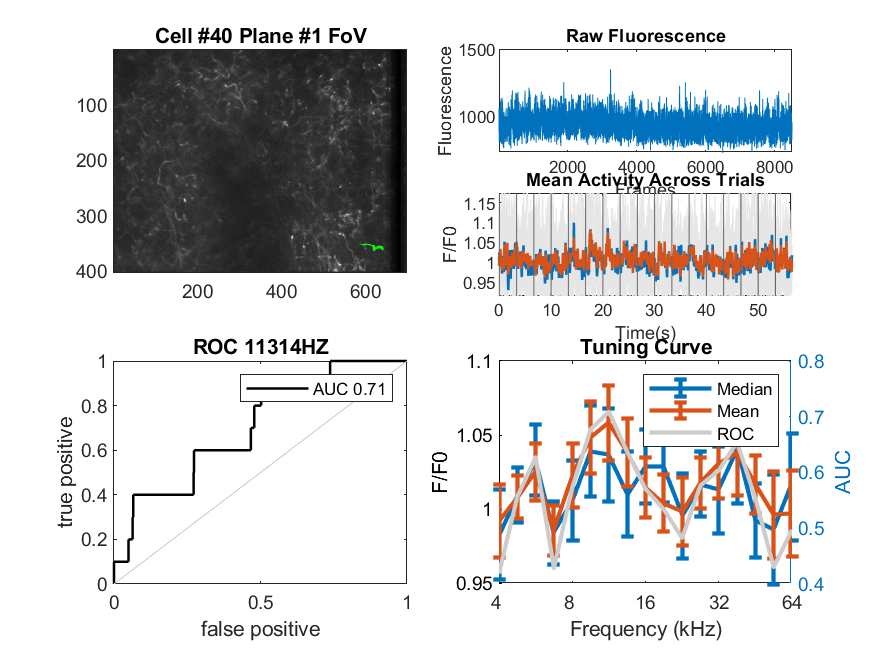 Cell #40 Plane #1 FoV
100
200
300
400
200
400
600
Raw Fluorescence
Fluorescence
1500
1000
2000
4000
6000
8000
Frames
Mean Activity Across Trials
F/F0
1.15
1.1
1.05
1
0.95
0
10
20
30
40
50
Time(s)
ROC 11314HZ
true positive
1
0.8
0.6
0.4
0.2
0
AUC 0.71
0
0.5
1
false positive
Tuning Curve
F/F0
1.1
1.05
1
0.95
Median
Mean
ROC
0.8
0.7
0.6
0.5
0.4
AUC
4
8
16
32
64
Frequency (kHz)